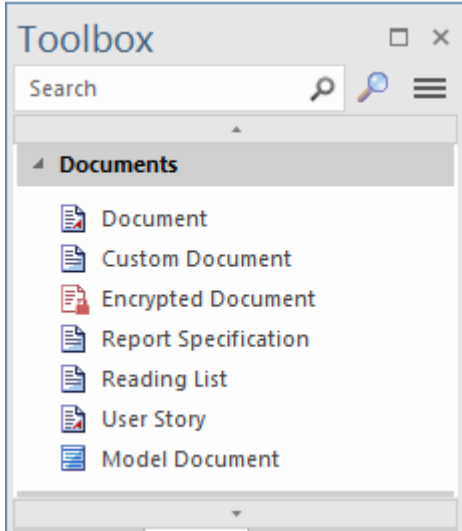 Toolbox
Search
Documents
Document
Custom Document
Encrypted Document
Report Specification
Reading List
User Story
Model Document